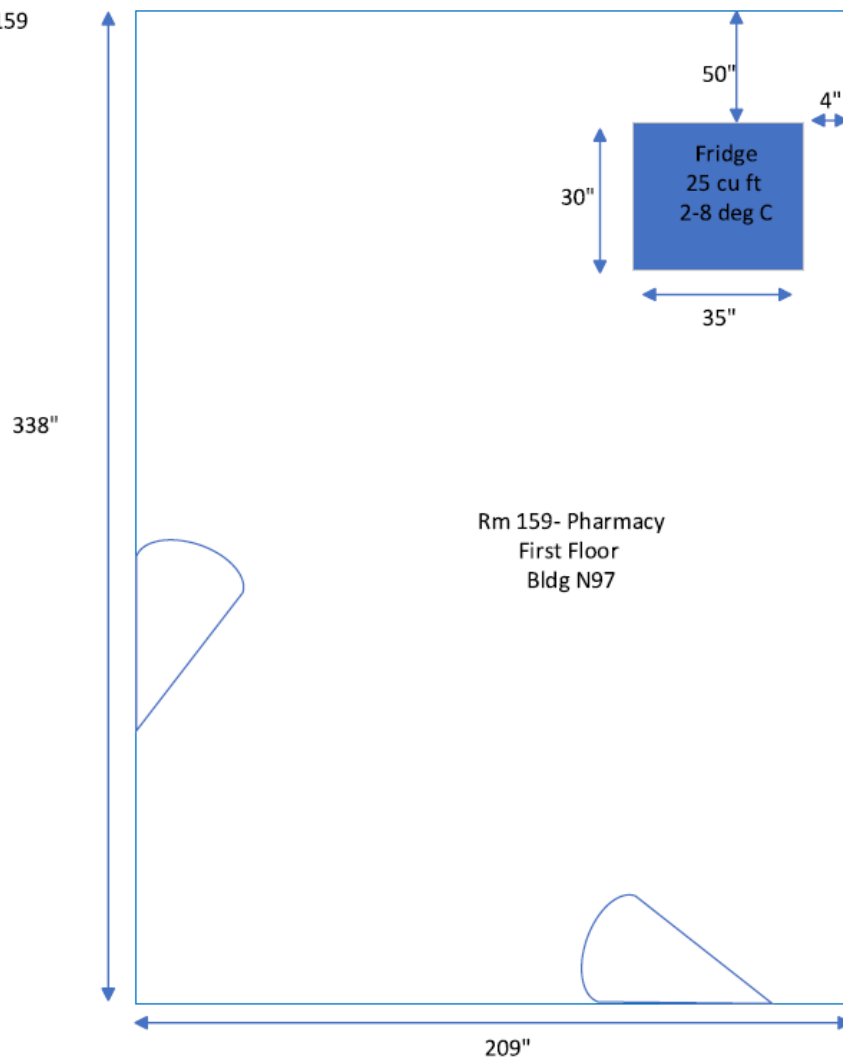 159
50"
4"
Fridge
25 cu ft
2-8 deg C
30"
35"
338"
Rm 159- Pharmacy
First Floor
Bldg N97
209"